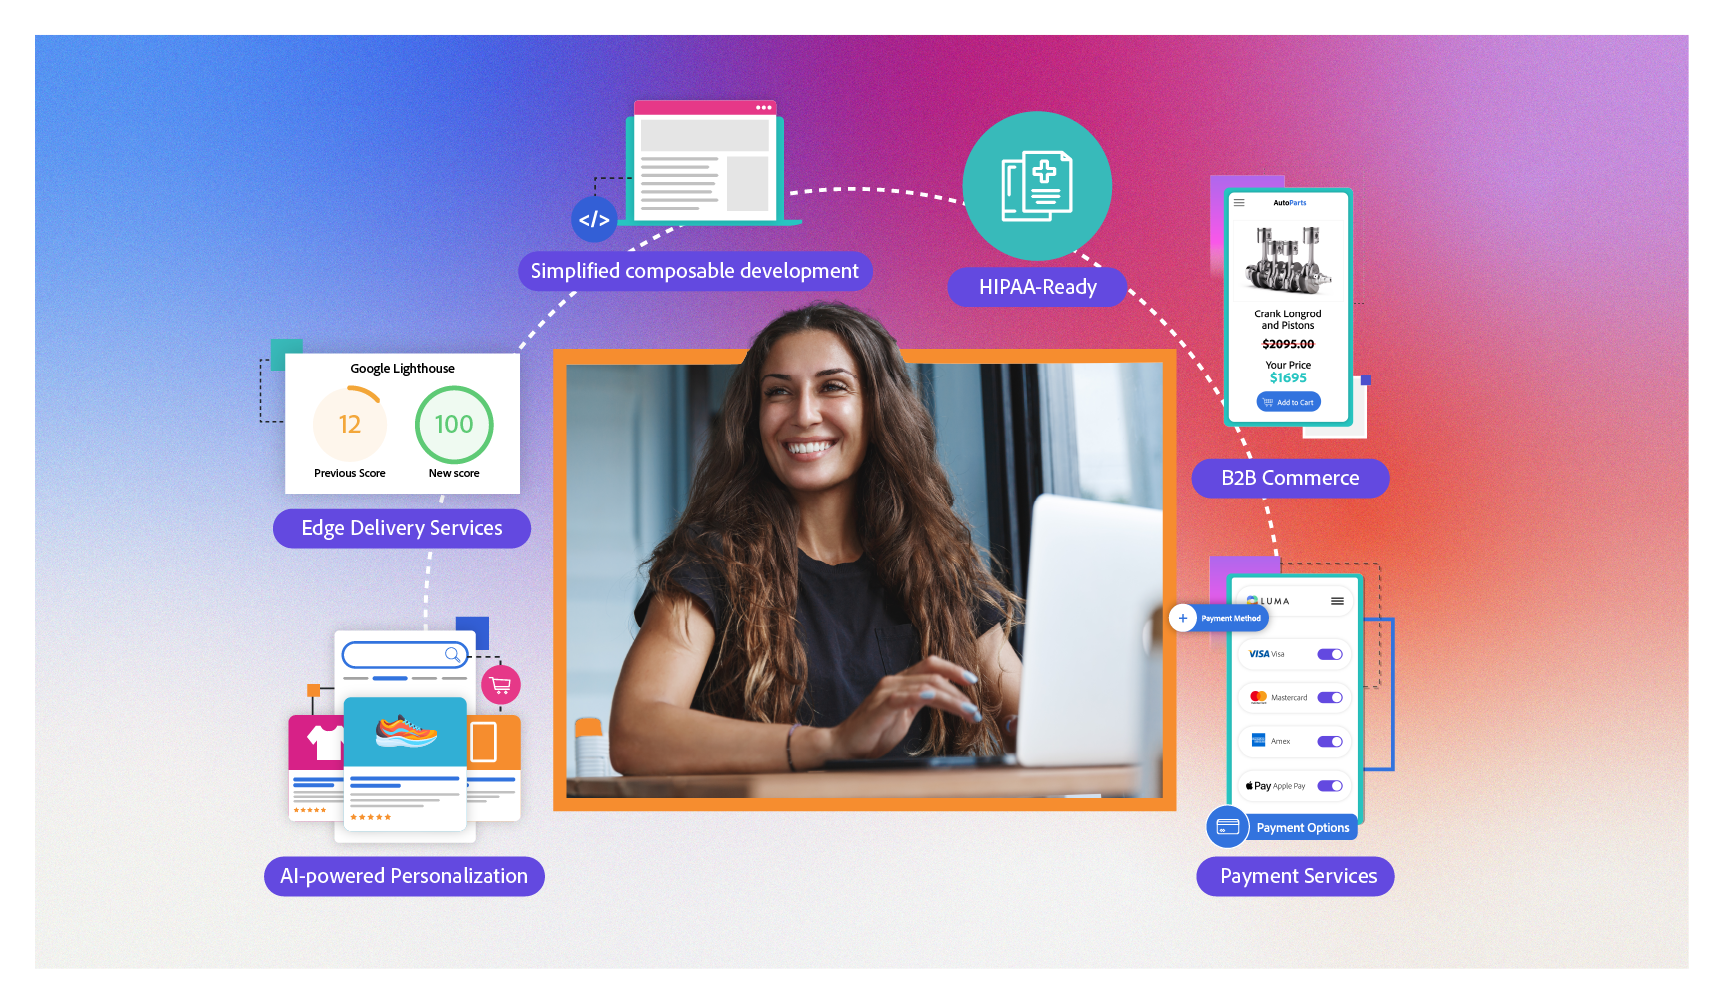 </>
Simplified composable development
HIPAA-Ready
AutoParts
Crank Longrod
and Pistons
$2095.00
Your Price
$1695
Add to Cart
B2B Commerce
Google Lighthouse
12
100
Previous Score
New score
Edge Delivery Services
LUMA
Payment Method
VISA Visa
Mastercard
Amex
Pay Apple Pay
Payment Options
AI-powered Personalization
Payment Services